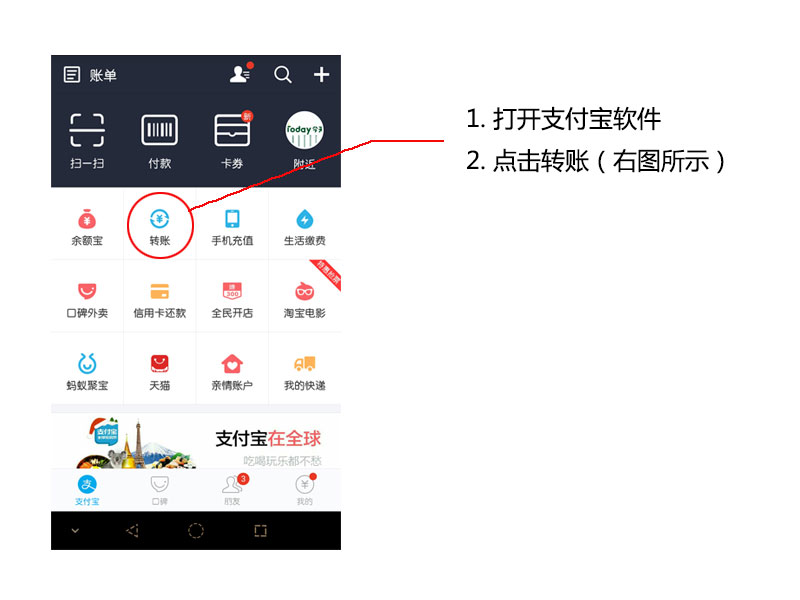 账单
扫一扫 付款 卡券 附近
新
Today 今天
1. 打开支付宝软件
2. 点击转账（右图所示）
余额宝 转账 手机充值 生活缴费
口碑外卖 信用卡还款 全民开店 淘宝电影
300
蚂蚁聚宝 天猫 亲情账户 我的快递
支付宝
支付宝在全球
吃喝玩乐都不愁
支
3
支付宝 口碑 朋友 我的